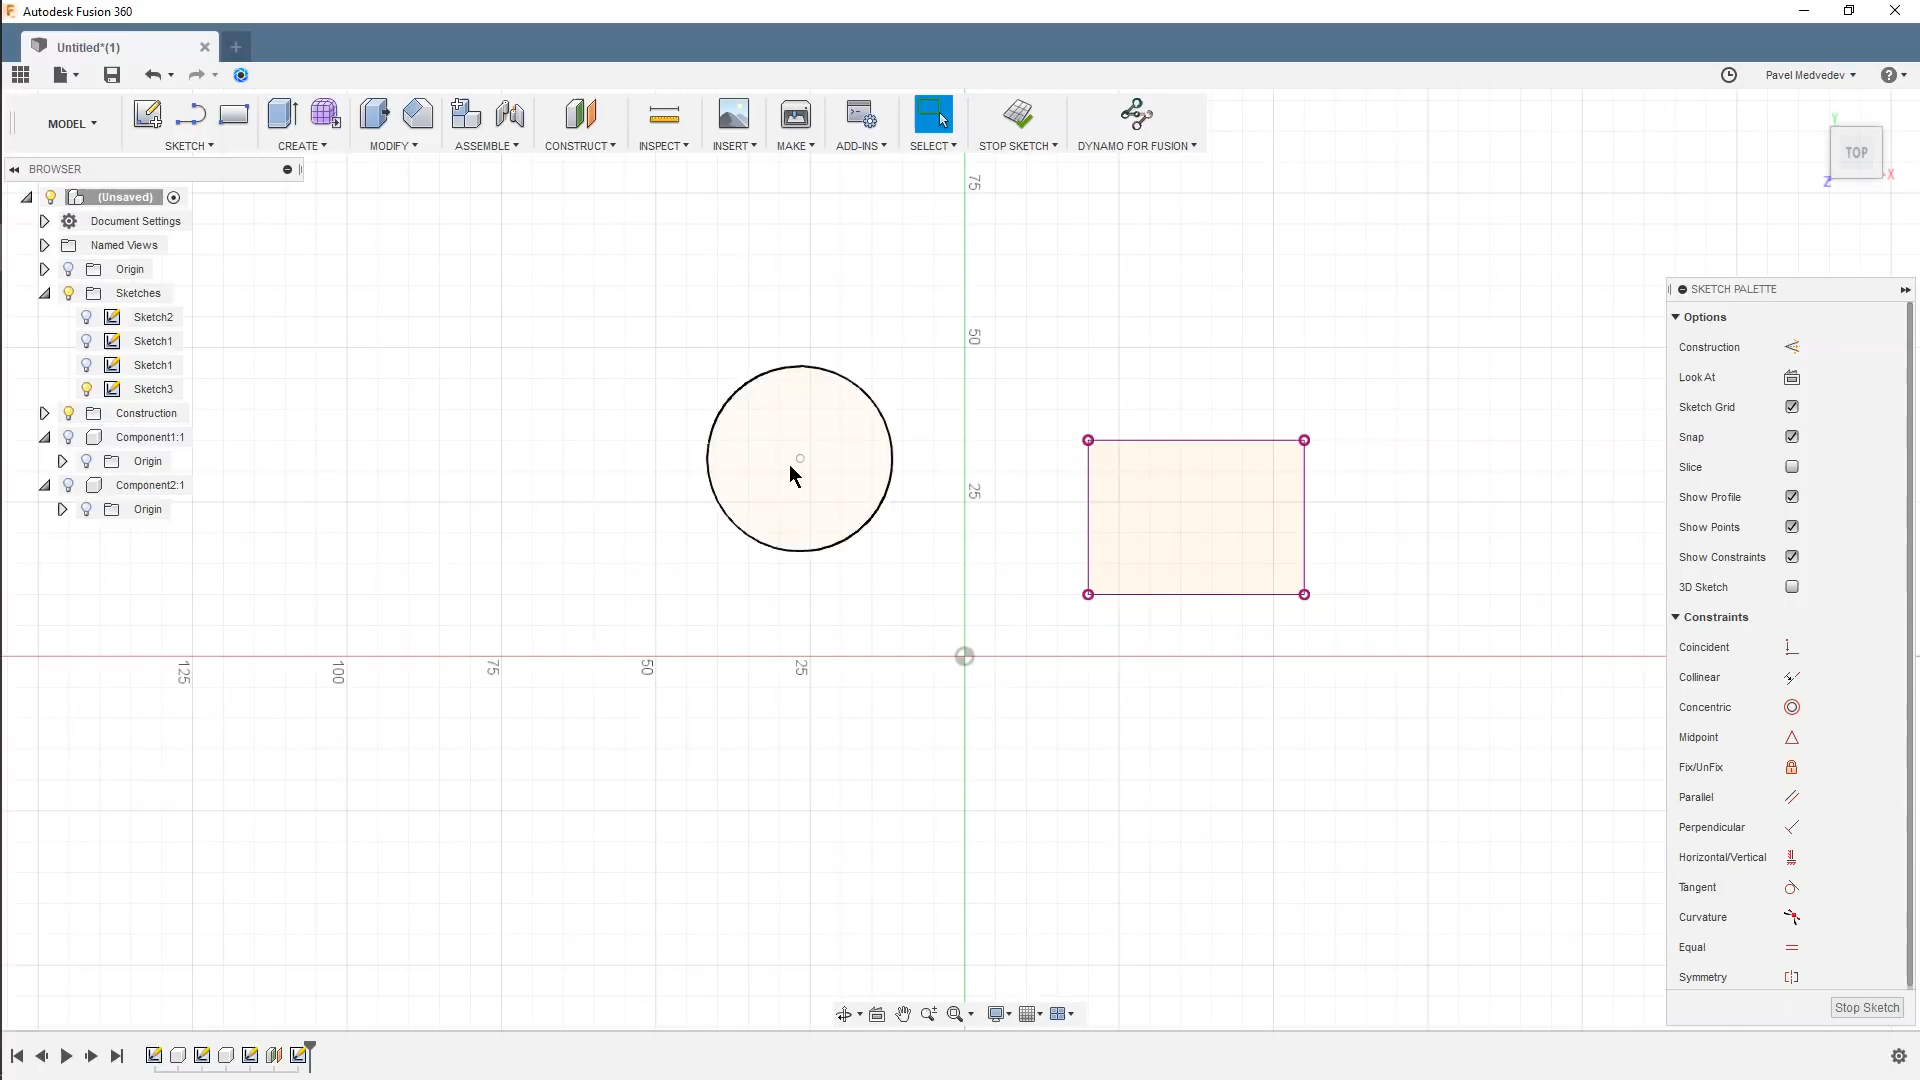 Autodesk Fusion 360
Untitled*(1)
Pavel Medvedev
MODEL
SKETCH
CREATE
MODIFY
ASSEMBLE
CONSTRUCT
INSPECT
INSERT
MAKE
ADD-INS
SELECT
STOP SKETCH
DYNAMO FOR FUSION
BROWSER
(Unsaved)
Document Settings
Named Views
Origin
Sketches
Sketch2
Sketch1
Sketch1
Sketch3
Construction
Component1:1
Origin
Component2:1
Origin
75
50
25
125
100
75
50
25
Y
TOP
X
Z
SKETCH PALETTE
Options
Construction
Look At
Sketch Grid
Snap
Slice
Show Profile
Show Points
Show Constraints
3D Sketch
Constraints
Coincident
Collinear
Concentric
Midpoint
Fix/UnFix
Parallel
Perpendicular
Horizontal/Vertical
Tangent
Curvature
Equal
Symmetry
Stop Sketch